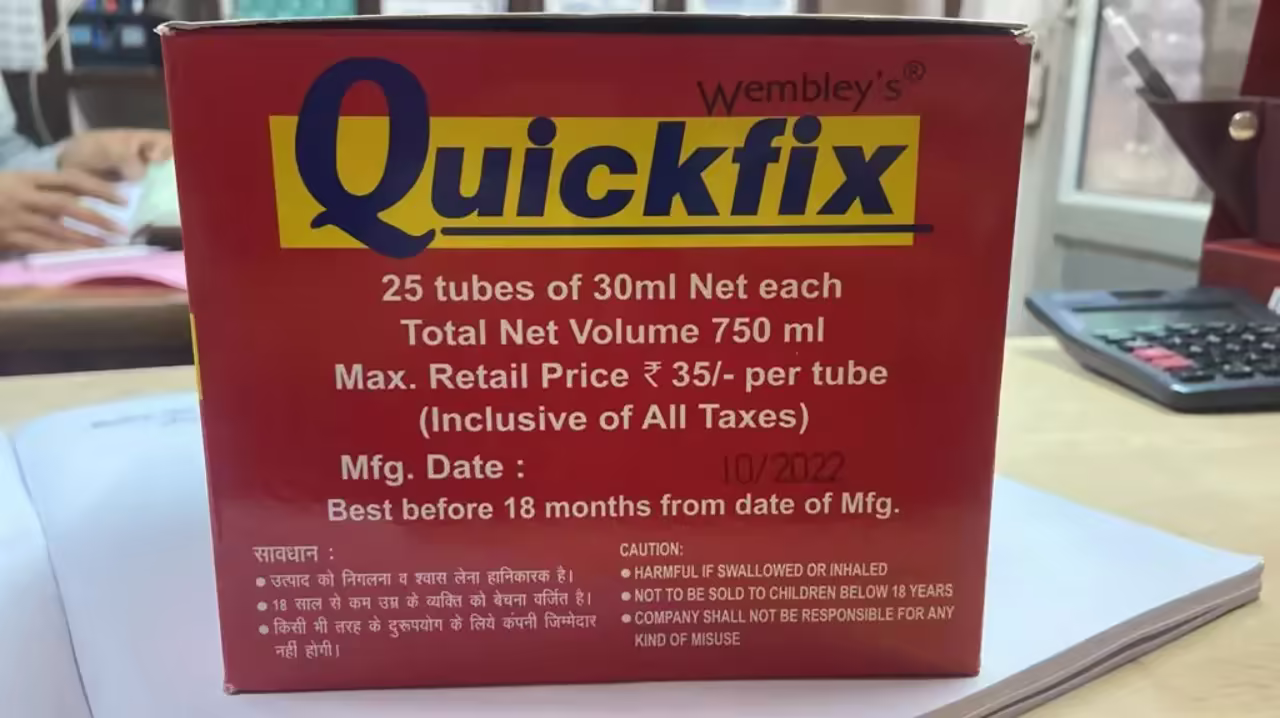 Wembley's®
Quickfix
25 tubes of 30ml Net each
Total Net Volume 750 ml
Max. Retail Price ₹ 35/- per tube
(Inclusive of All Taxes)
Mfg. Date : 10/2022
Best before 18 months from date of Mfg.
सावधान :
• उत्पाद को निगलना व श्वास लेना हानिकारक है।
• 18 साल से कम उम्र के व्यक्ति को बेचना वर्जित है।
• किसी भी तरह के दुरूपयोग के लिये कंपनी जिम्मेदार
नहीं होगी।
CAUTION:
• HARMFUL IF SWALLOWED OR INHALED
• NOT TO BE SOLD TO CHILDREN BELOW 18 YEARS
• COMPANY SHALL NOT BE RESPONSIBLE FOR ANY
KIND OF MISUSE